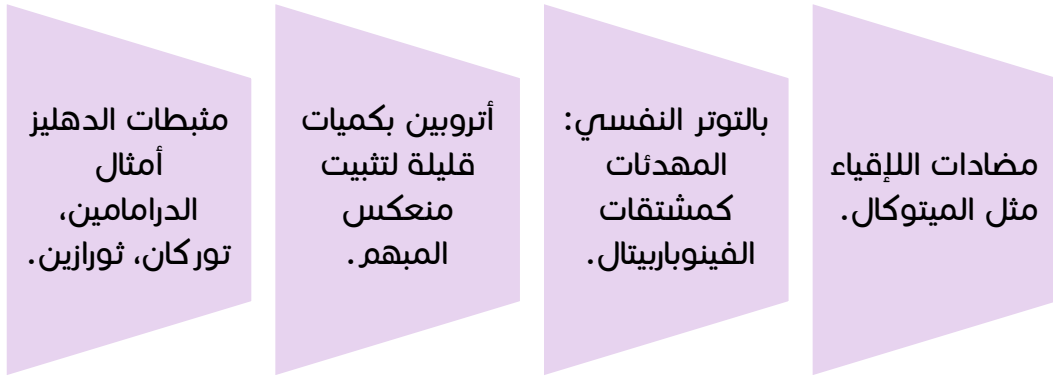 مضادات اللإقياء
مثل الميتوكال.
بالتوتر النفسي:
المهدئات
كمشتقات
الفينوباربيتال.
أتروبين بكميات
قليلة لتثبيت
منعكس
المبهم.
مثبطات الدهليز
أمثال
الدرامامين،
توركان، ثورازين.